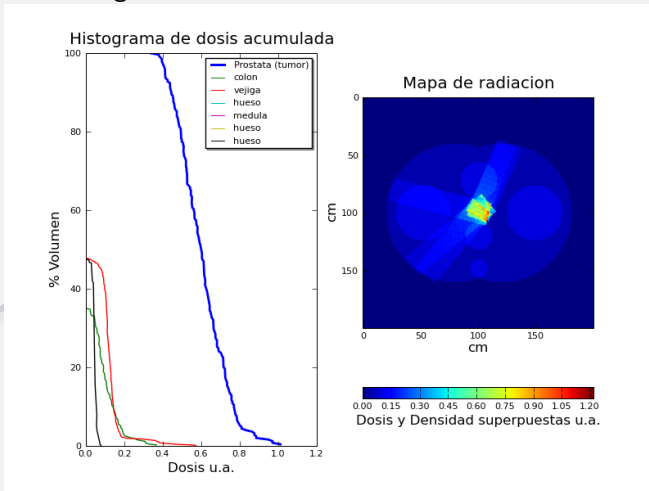 Histograma de dosis acumulada
100
80
60
40
20
0
% Volumen
0.0 0.2 0.4 0.6 0.8 1.0 1.2
Dosis u.a.
Prostata (tumor)
colon
vejiga
hueso
medula
hueso
hueso
Mapa de radiacion
0
50
100
150
cm
0 50 100 150
cm
0.00 0.15 0.30 0.45 0.60 0.75 0.90 1.05 1.20
Dosis y Densidad superpuestas u.a.